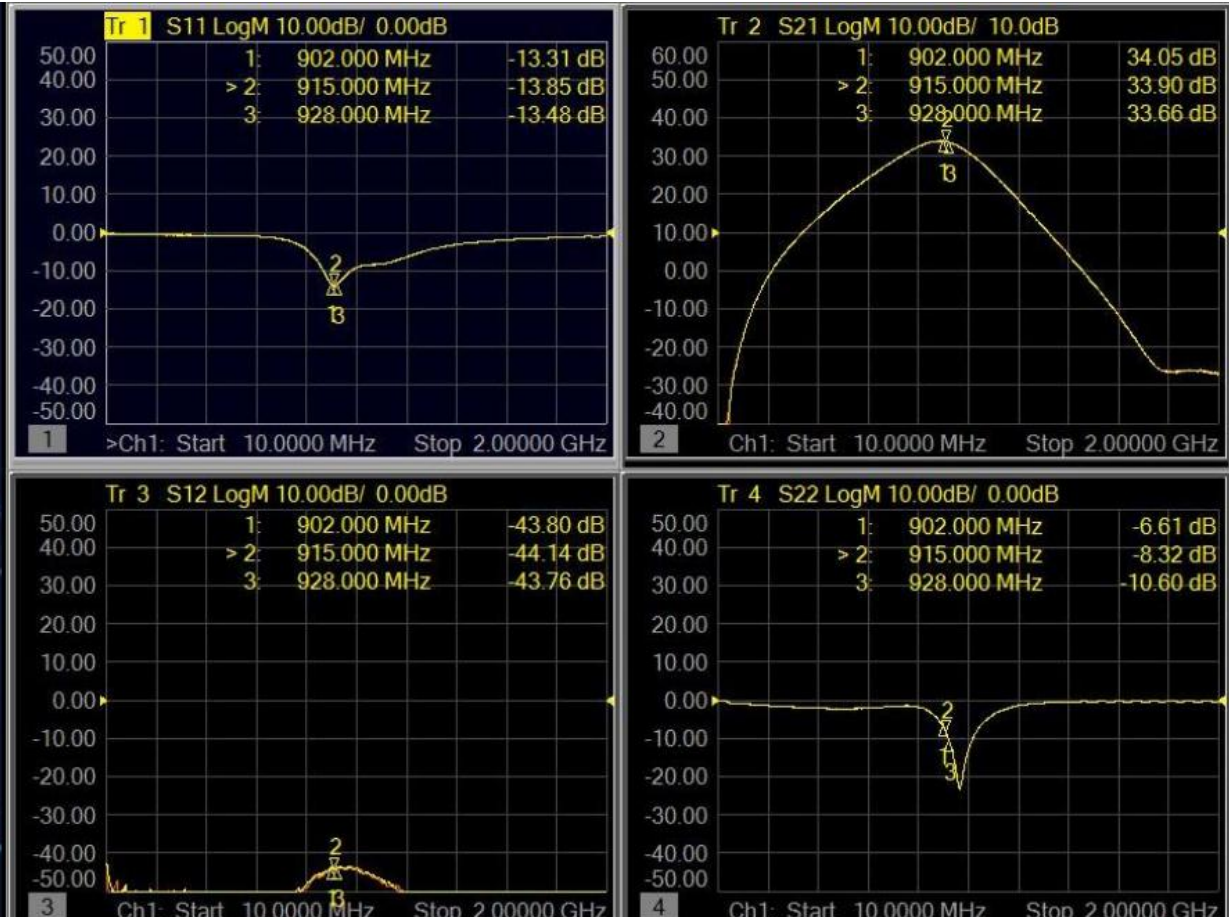 Tr 1 S11 LogM 10.00dB/ 0.00dB
50.00
40.00
30.00
20.00
10.00
0.00
-10.00
-20.00
-30.00
-40.00
-50.00
1: 902.000 MHz -13.31 dB
> 2: 915.000 MHz -13.85 dB
3: 928.000 MHz -13.48 dB
2
1
3
1 >Ch1: Start 10.0000 MHz Stop 2.00000 GHz
Tr 2 S21 LogM 10.00dB/ 10.0dB
60.00
50.00
40.00
30.00
20.00
10.00
0.00
-10.00
-20.00
-30.00
-40.00
1: 902.000 MHz 34.05 dB
> 2: 915.000 MHz 33.90 dB
3: 928.000 MHz 33.66 dB
2
1
3
2 Ch1: Start 10.0000 MHz Stop 2.00000 GHz
Tr 3 S12 LogM 10.00dB/ 0.00dB
50.00
40.00
30.00
20.00
10.00
0.00
-10.00
-20.00
-30.00
-40.00
-50.00
1: 902.000 MHz -43.80 dB
> 2: 915.000 MHz -44.14 dB
3: 928.000 MHz -43.76 dB
2
1
3
3 Ch1: Start 10.0000 MHz Stop 2.00000 GHz
Tr 4 S22 LogM 10.00dB/ 0.00dB
50.00
40.00
30.00
20.00
10.00
0.00
-10.00
-20.00
-30.00
-40.00
-50.00
1: 902.000 MHz -6.61 dB
> 2: 915.000 MHz -8.32 dB
3: 928.000 MHz -10.60 dB
2
1
3
4 Ch1: Start 10.0000 MHz Stop 2.00000 GHz